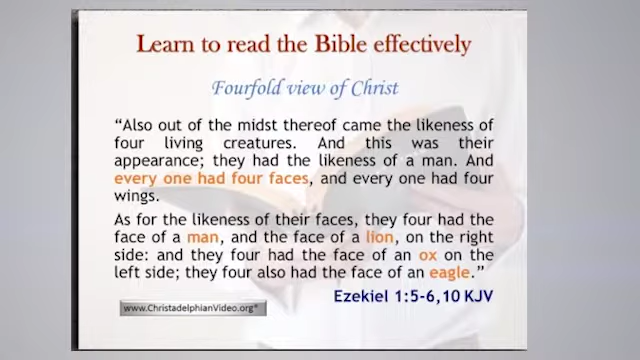 Learn to read the Bible effectively
Fourfold view of Christ
“Also out of the midst thereof came the likeness of
four living creatures. And this was their
appearance; they had the likeness of a man. And
every one had four faces, and every one had four
wings.
As for the likeness of their faces, they four had the
face of a man, and the face of a lion, on the right
side: and they four had the face of an ox on the
left side; they four also had the face of an eagle.”
Ezekiel 1:5-6,10 KJV
www.ChristadelphianVideo.org®